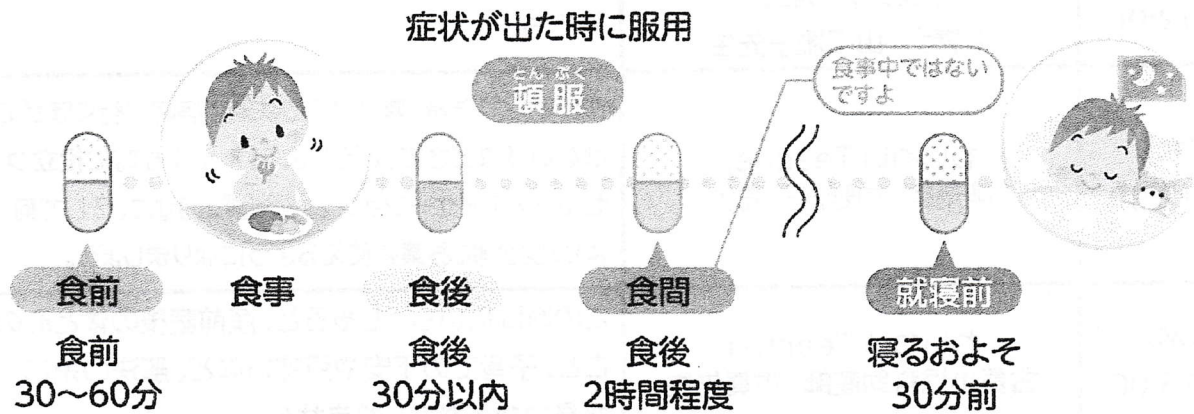 症状が出た時に服用
とん ぷく
頓服
食事中ではない
ですよ
食前
食事
食後
食間
就寝前
食前
30〜60分
食後
30分以内
食後
2時間程度
寝るおよそ
30分前